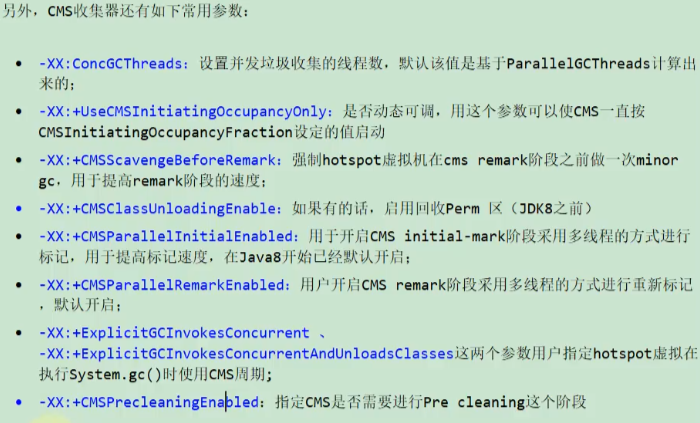 另外，CMS收集器还有如下常用参数：
-XX:ConcGCThreads：设置并发垃圾收集的线程数，默认该值是基于ParallelGCThreads计算出
来的；
-XX:+UseCMSInitiatingOccupancyOnly：是否动态可调，用这个参数可以使CMS一直按
CMSInitiatingOccupancyFraction设定的值启动
-XX:+CMSScavengeBeforeRemark：强制hotspot虚拟机在cms remark阶段之前做一次minor
gc，用于提高remark阶段的速度；
-XX:+CMSClassUnloadingEnable：如果有的话，启用回收Perm 区（JDK8之前）
-XX:+CMSParallelInitialEnabled：用于开启CMS initial-mark阶段采用多线程的方式进行
标记，用于提高标记速度，在Java8开始已经默认开启；
-XX:+CMSParallelRemarkEnabled：用户开启CMS remark阶段采用多线程的方式进行重新标记
，默认开启；
-XX:+ExplicitGCInvokesConcurrent 、
-XX:+ExplicitGCInvokesConcurrentAndUnloadsClasses这两个参数用户指定hotspot虚拟在
执行System.gc()时使用CMS周期;
-XX:+CMSPrecleaningEnabled：指定CMS是否需要进行Pre cleaning这个阶段